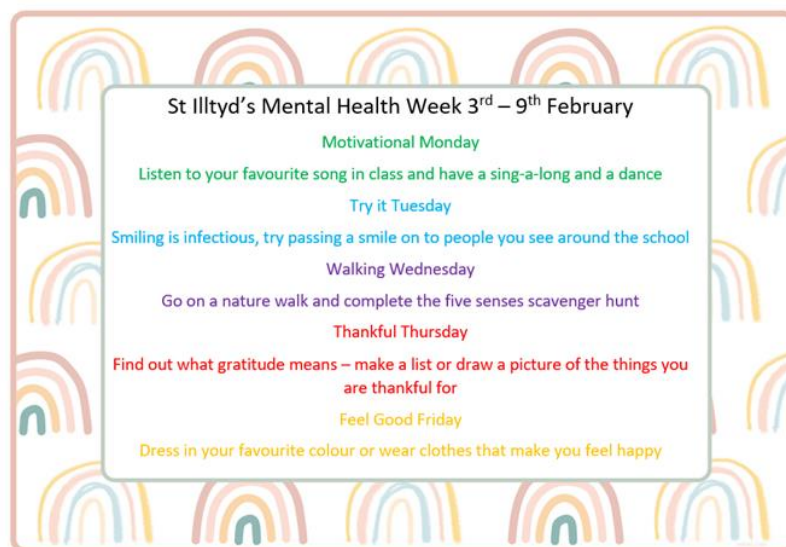 St Illtyd’s Mental Health Week 3rd – 9th February
Motivational Monday
Listen to your favourite song in class and have a sing-a-long and a dance
Try it Tuesday
Smiling is infectious, try passing a smile on to people you see around the school
Walking Wednesday
Go on a nature walk and complete the five senses scavenger hunt
Thankful Thursday
Find out what gratitude means – make a list or draw a picture of the things you
are thankful for
Feel Good Friday
Dress in your favourite colour or wear clothes that make you feel happy